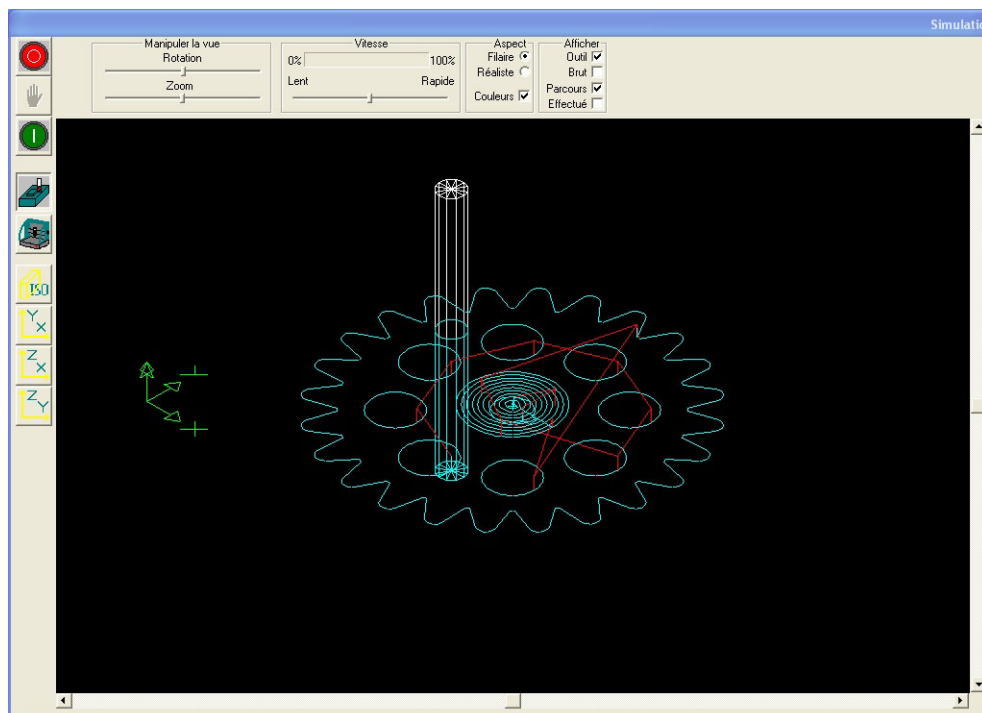 Simulatio
Manipuler la vue
Rotation
Zoom
Vitesse
0% 100%
Lent Rapide
Aspect
Filaire
Réaliste
Couleurs
Afficher
Outil
Brut
Parcours
Effectué
ISO
Y X
Z X
Z Y